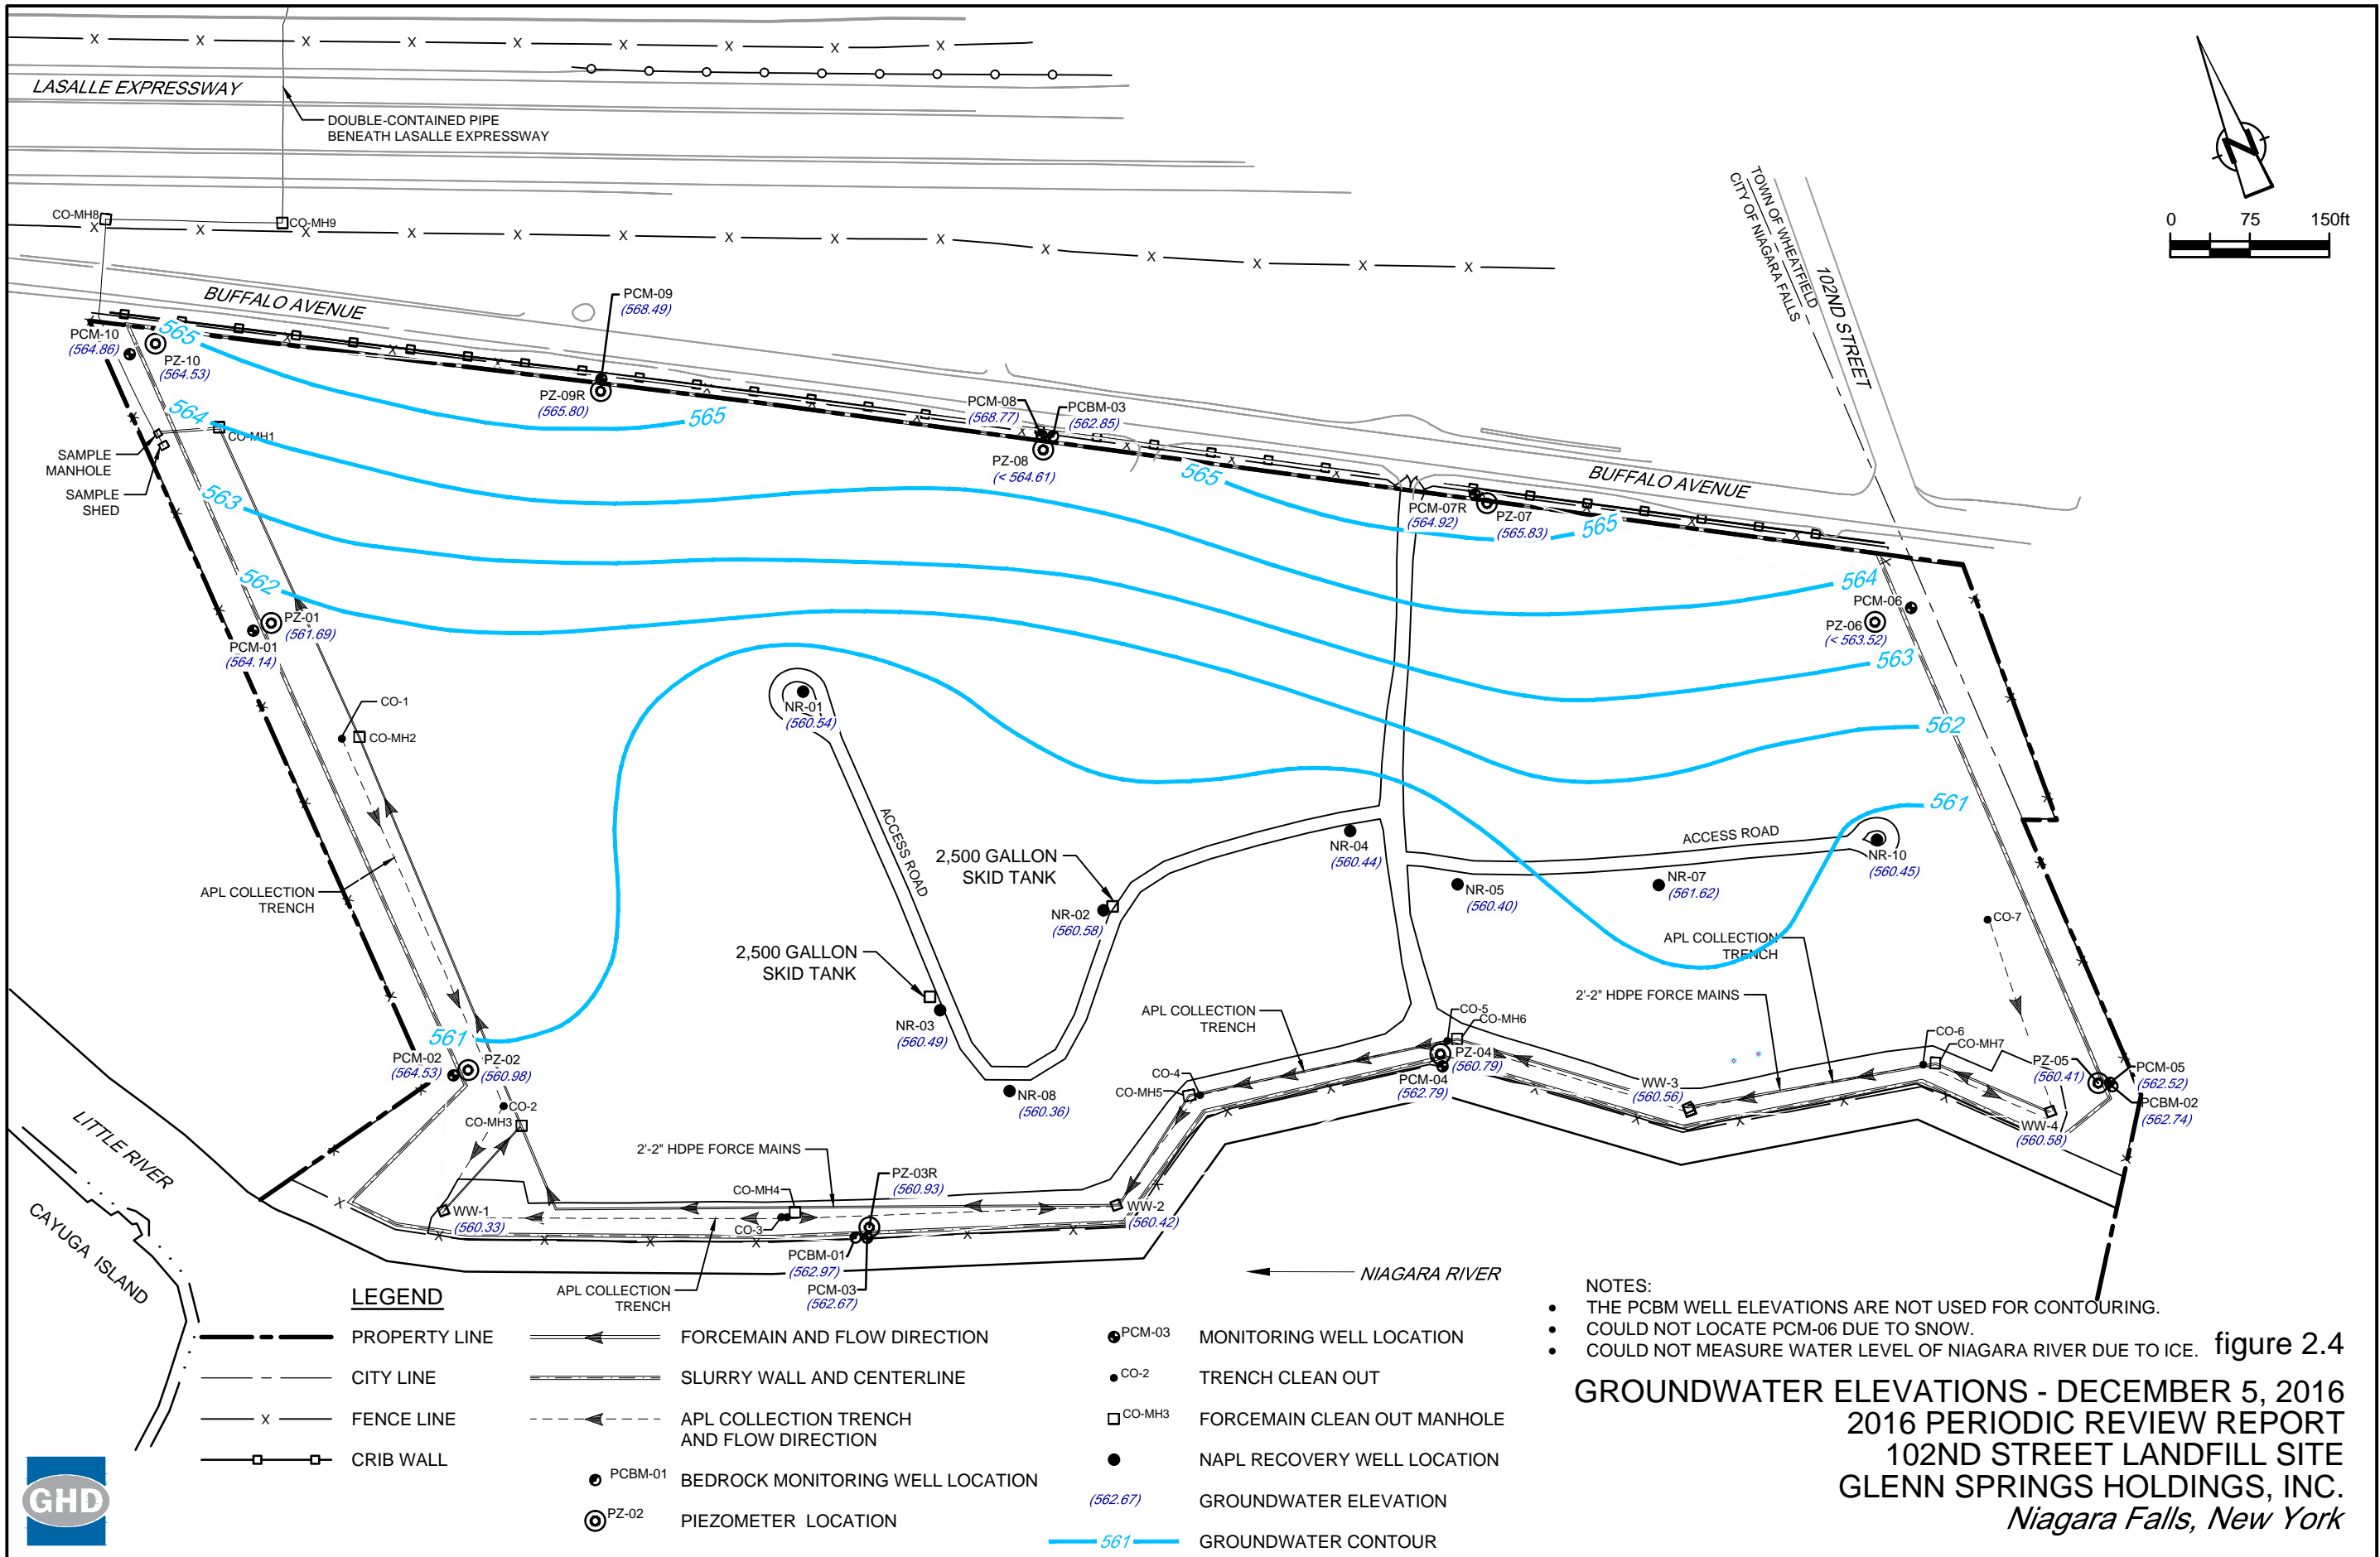 LASALLE EXPRESSWAY
DOUBLE-CONTAINED PIPE
BENEATH LASALLE EXPRESSWAY
TOWN OF WHEATFIELD
CITY OF NIAGARA FALLS
102ND STREET
N
0 75 150ft
CO-MH8
CO-MH9
BUFFALO AVENUE
PCM-09
(568.49)
PCM-10
(564.86)
565
PZ-10
(564.53)
PZ-09R
(565.80)
565
PCM-08
(568.77)
PCBM-03
(562.85)
PZ-08
(< 564.61)
565
BUFFALO AVENUE
PCM-07R
(564.92)
PZ-07
(565.83)
565
564
CO-MH1
SAMPLE
MANHOLE
SAMPLE
SHED
563
562
564
PCM-06
PZ-06
(< 563.52)
563
PZ-01
(561.69)
PCM-01
(564.14)
CO-1
CO-MH2
NR-01
(560.54)
562
561
ACCESS ROAD
ACCESS ROAD
2,500 GALLON
SKID TANK
NR-04
(560.44)
NR-10
(560.45)
APL COLLECTION
TRENCH
NR-02
(560.58)
NR-05
(560.40)
NR-07
(561.62)
CO-7
2,500 GALLON
SKID TANK
APL COLLECTION
TRENCH
2'-2" HDPE FORCE MAINS
NR-03
(560.49)
APL COLLECTION
TRENCH
CO-5
CO-MH6
561
PCM-02
(564.53)
PZ-02
(560.98)
PZ-04
(560.79)
PCM-04
(562.79)
CO-6
CO-MH7
PZ-05
(560.41)
PCM-05
(562.52)
PCBM-02
(562.74)
NR-08
(560.36)
CO-4
CO-MH5
WW-3
(560.56)
WW-4
(560.58)
CO-2
CO-MH3
LITTLE RIVER
CAYUGA ISLAND
2'-2" HDPE FORCE MAINS
PZ-03R
(560.93)
CO-MH4
CO-3
WW-1
(560.33)
WW-2
(560.42)
PCBM-01
(562.97)
PCM-03
(562.67)
APL COLLECTION
TRENCH
NIAGARA RIVER
LEGEND
PROPERTY LINE
CITY LINE
X FENCE LINE
CRIB WALL
FORCEMAIN AND FLOW DIRECTION
SLURRY WALL AND CENTERLINE
APL COLLECTION TRENCH
AND FLOW DIRECTION
PCBM-01 BEDROCK MONITORING WELL LOCATION
PZ-02 PIEZOMETER LOCATION
PCM-03 MONITORING WELL LOCATION
CO-2 TRENCH CLEAN OUT
CO-MH3 FORCEMAIN CLEAN OUT MANHOLE
NAPL RECOVERY WELL LOCATION
(562.67) GROUNDWATER ELEVATION
561 GROUNDWATER CONTOUR
NOTES:
• THE PCBM WELL ELEVATIONS ARE NOT USED FOR CONTOURING.
• COULD NOT LOCATE PCM-06 DUE TO SNOW.
• COULD NOT MEASURE WATER LEVEL OF NIAGARA RIVER DUE TO ICE.
figure 2.4
GROUNDWATER ELEVATIONS - DECEMBER 5, 2016
2016 PERIODIC REVIEW REPORT
102ND STREET LANDFILL SITE
GLENN SPRINGS HOLDINGS, INC.
Niagara Falls, New York
GHD